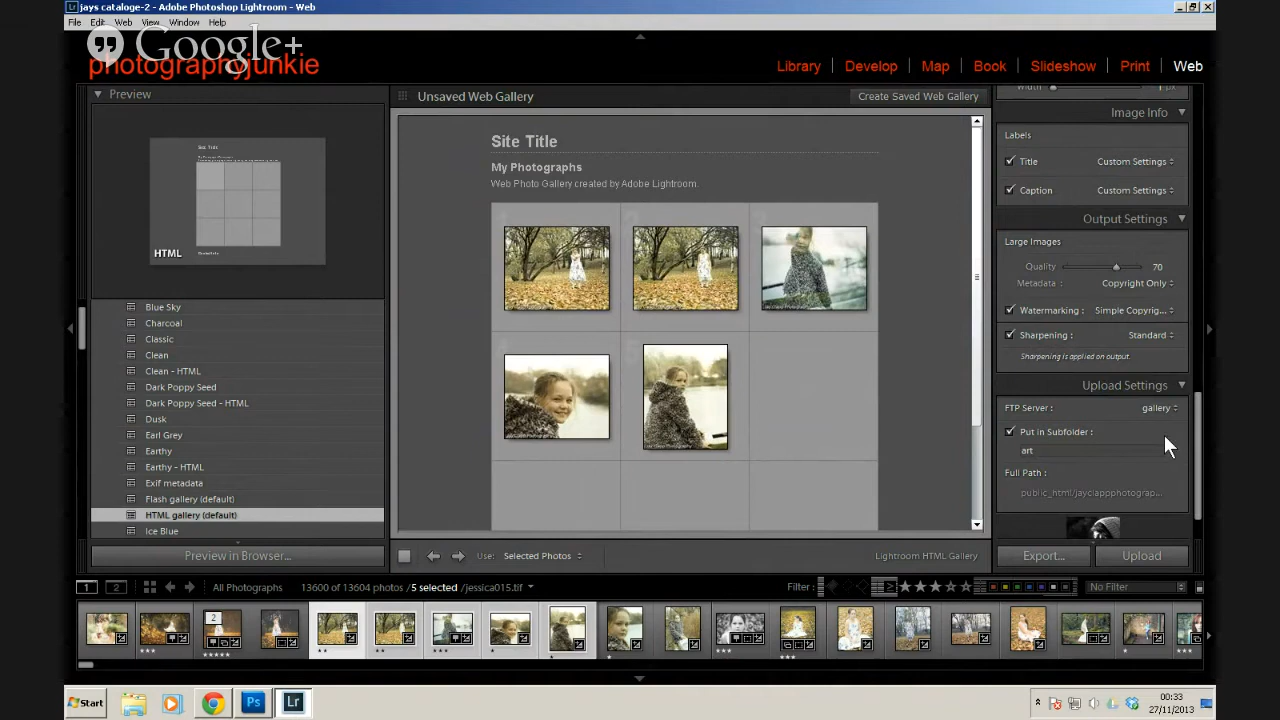 jays cataloge-2 - Adobe Photoshop Lightroom - Web
File Edit Web View Window Help
Google+
photographyjunkie
Library Develop Map Book Slideshow Print Web
Preview
Unsaved Web Gallery
Create Saved Web Gallery
Width
Image Info
Labels
Title Custom Settings
Caption Custom Settings
Output Settings
Large Images
Quality 70
Metadata : Copyright Only
Watermarking : Simple Copyrig...
Sharpening : Standard
Sharpening is applied on output.
Upload Settings
FTP Server : gallery
Put in Subfolder :
art
Full Path :
public_html/jayclappphotograp...
Export... Upload
Site Title
My Photographs
Web Photo Gallery created by Adobe Lightroom.
HTML
Blue Sky
Charcoal
Classic
Clean
Clean - HTML
Dark Poppy Seed
Dark Poppy Seed - HTML
Dusk
Earl Grey
Earthy
Earthy - HTML
Exif metadata
Flash gallery (default)
HTML gallery (default)
Ice Blue
Preview in Browser...
Use: Selected Photos
Lightroom HTML Gallery
1 2 All Photographs 13600 of 13604 photos /5 selected /jessica015.tif
Filter : No Filter
2
Start Ps Lr
00:33
27/11/2013